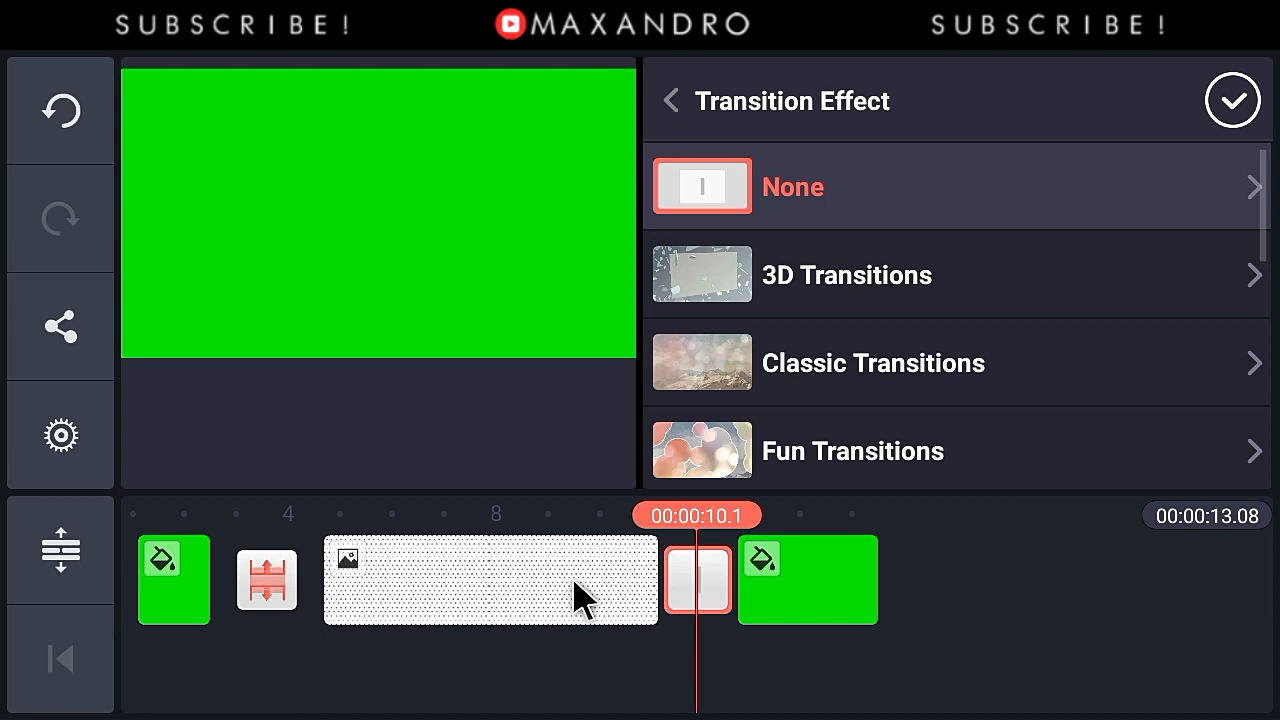 SUBSCRIBE! MAXANDRO SUBSCRIBE!
Transition Effect
None
3D Transitions
Classic Transitions
Fun Transitions
4 8 00:00:10.1 00:00:13.08